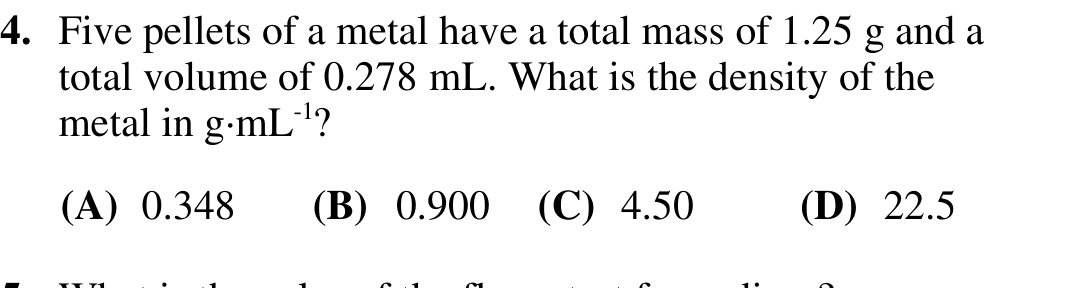 4. Five pellets of a metal have a total mass of 1.25 g and a
total volume of 0.278 mL. What is the density of the
metal in g·mL⁻¹?
(A) 0.348 (B) 0.900 (C) 4.50 (D) 22.5